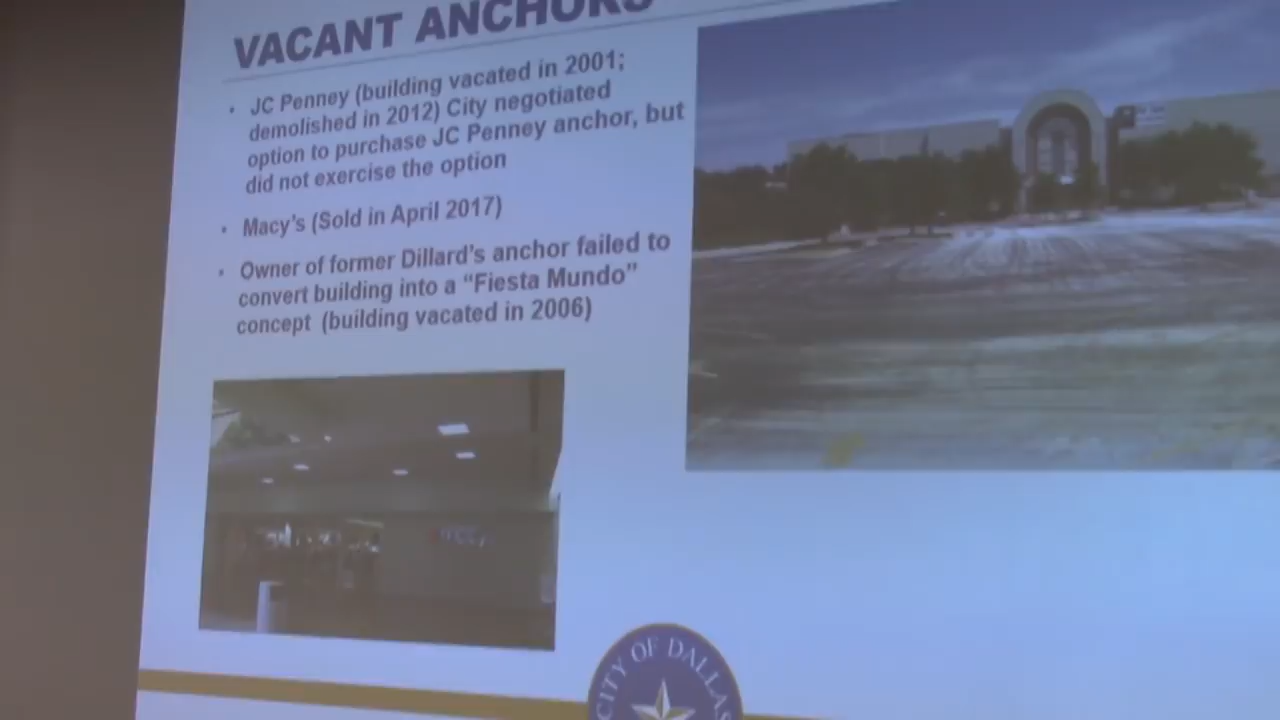 VACANT ANCHORS
• JC Penney (building vacated in 2001;
demolished in 2012) City negotiated
option to purchase JC Penney anchor, but
did not exercise the option
• Macy's (Sold in April 2017)
• Owner of former Dillard's anchor failed to
convert building into a “Fiesta Mundo”
concept (building vacated in 2006)
CITY OF DALLAS